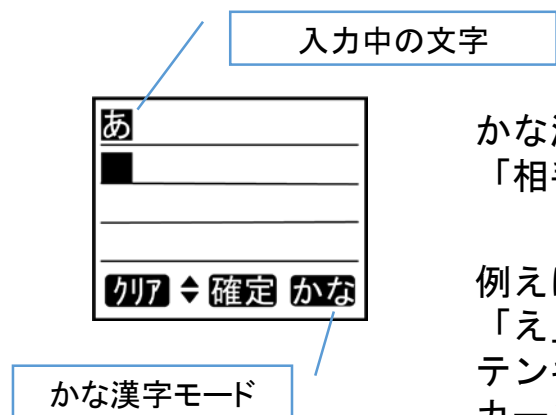 入力中の文字
あ
クリア 確定 かな
かな漢字モード
かな
「相
例え
「え」
テン
カー